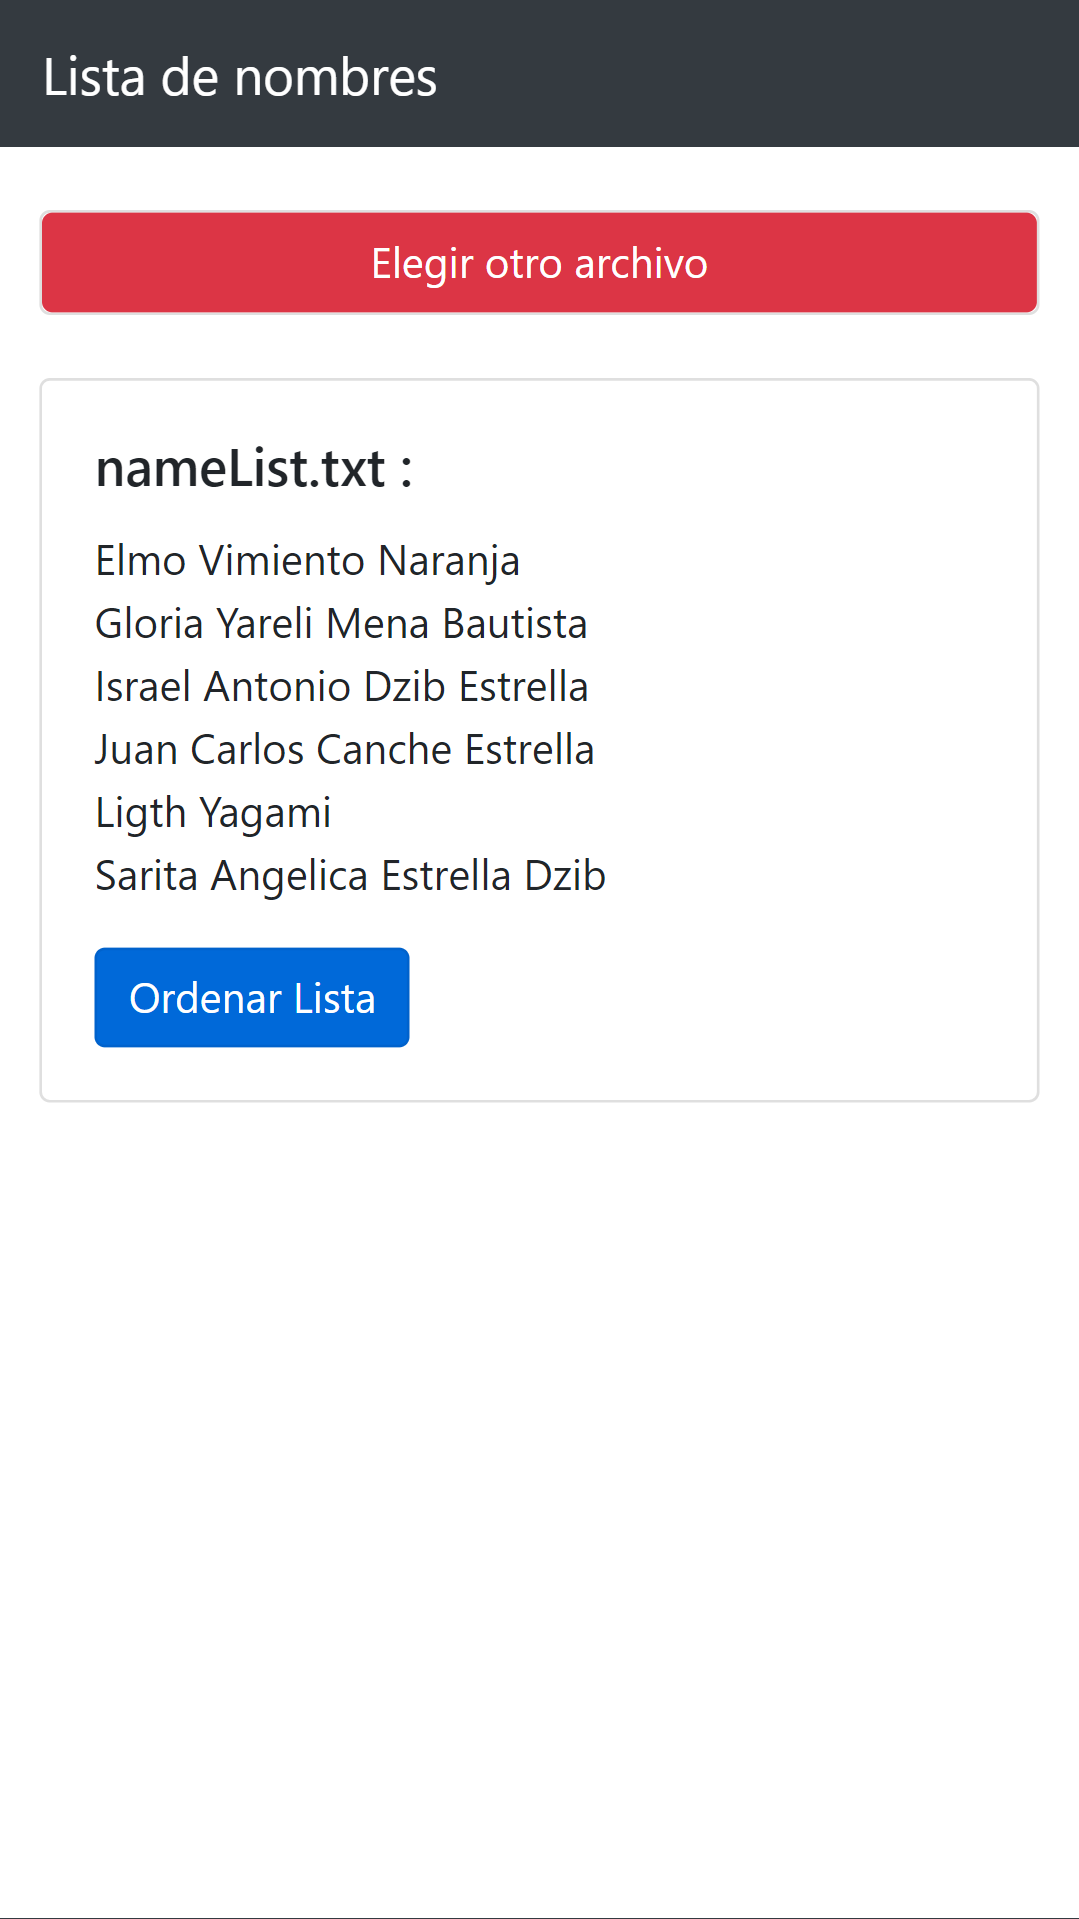 Lista de nombres
Elegir otro archivo
nameList.txt :
Elmo Vimiento Naranja
Gloria Yareli Mena Bautista
Israel Antonio Dzib Estrella
Juan Carlos Canche Estrella
Ligth Yagami
Sarita Angelica Estrella Dzib
Ordenar Lista